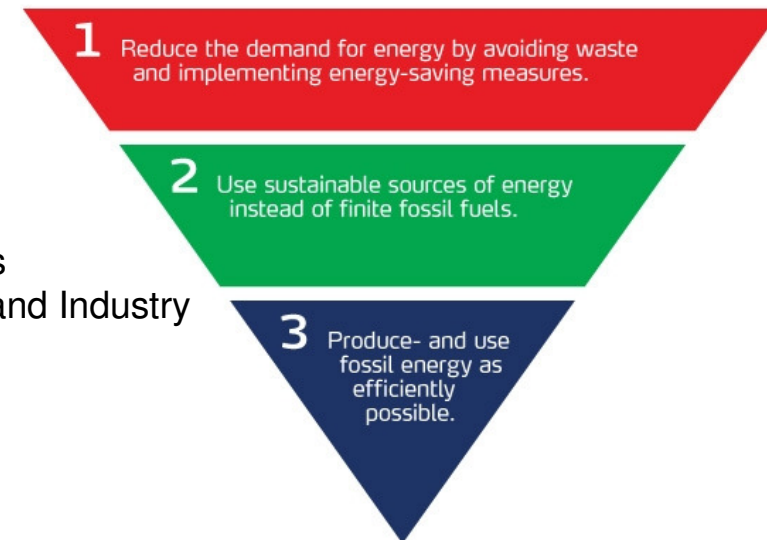 1 Reduce the demand for energy by avoiding waste
and implementing energy-saving measures.
2 Use sustainable sources of energy
instead of finite fossil fuels.
s
and Industry
3 Produce- and use
fossil energy as
efficiently
possible.